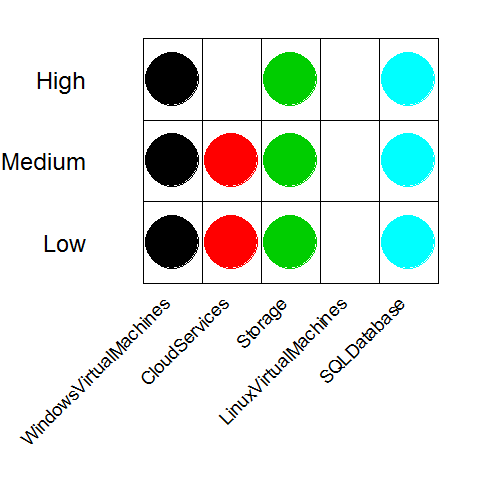 High
Medium
Low
WindowsVirtualMachines
CloudServices
Storage
LinuxVirtualMachines
SQLDatabase